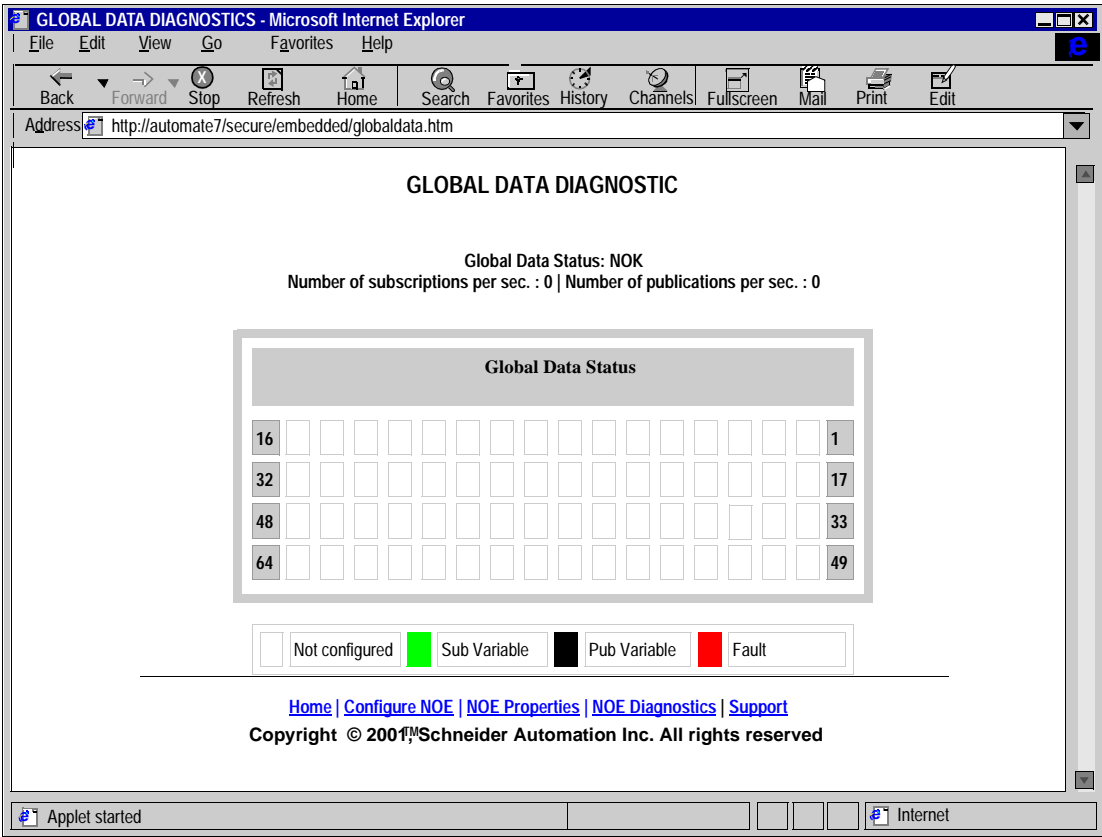 GLOBAL DATA DIAGNOSTICS - Microsoft Internet Explorer
File Edit View Go Favorites Help
Back Forward Stop Refresh Home Search Favorites History Channels Fullscreen Mail Print Edit
Address http://automate7/secure/embedded/globaldata.htm
GLOBAL DATA DIAGNOSTIC
Global Data Status: NOK
Number of subscriptions per sec. : 0 | Number of publications per sec. : 0
Global Data Status
16 1
32 17
48 33
64 49
Not configured Sub Variable Pub Variable Fault
Home | Configure NOE | NOE Properties | NOE Diagnostics | Support
Copyright © 2001,™Schneider Automation Inc. All rights reserved
Applet started Internet